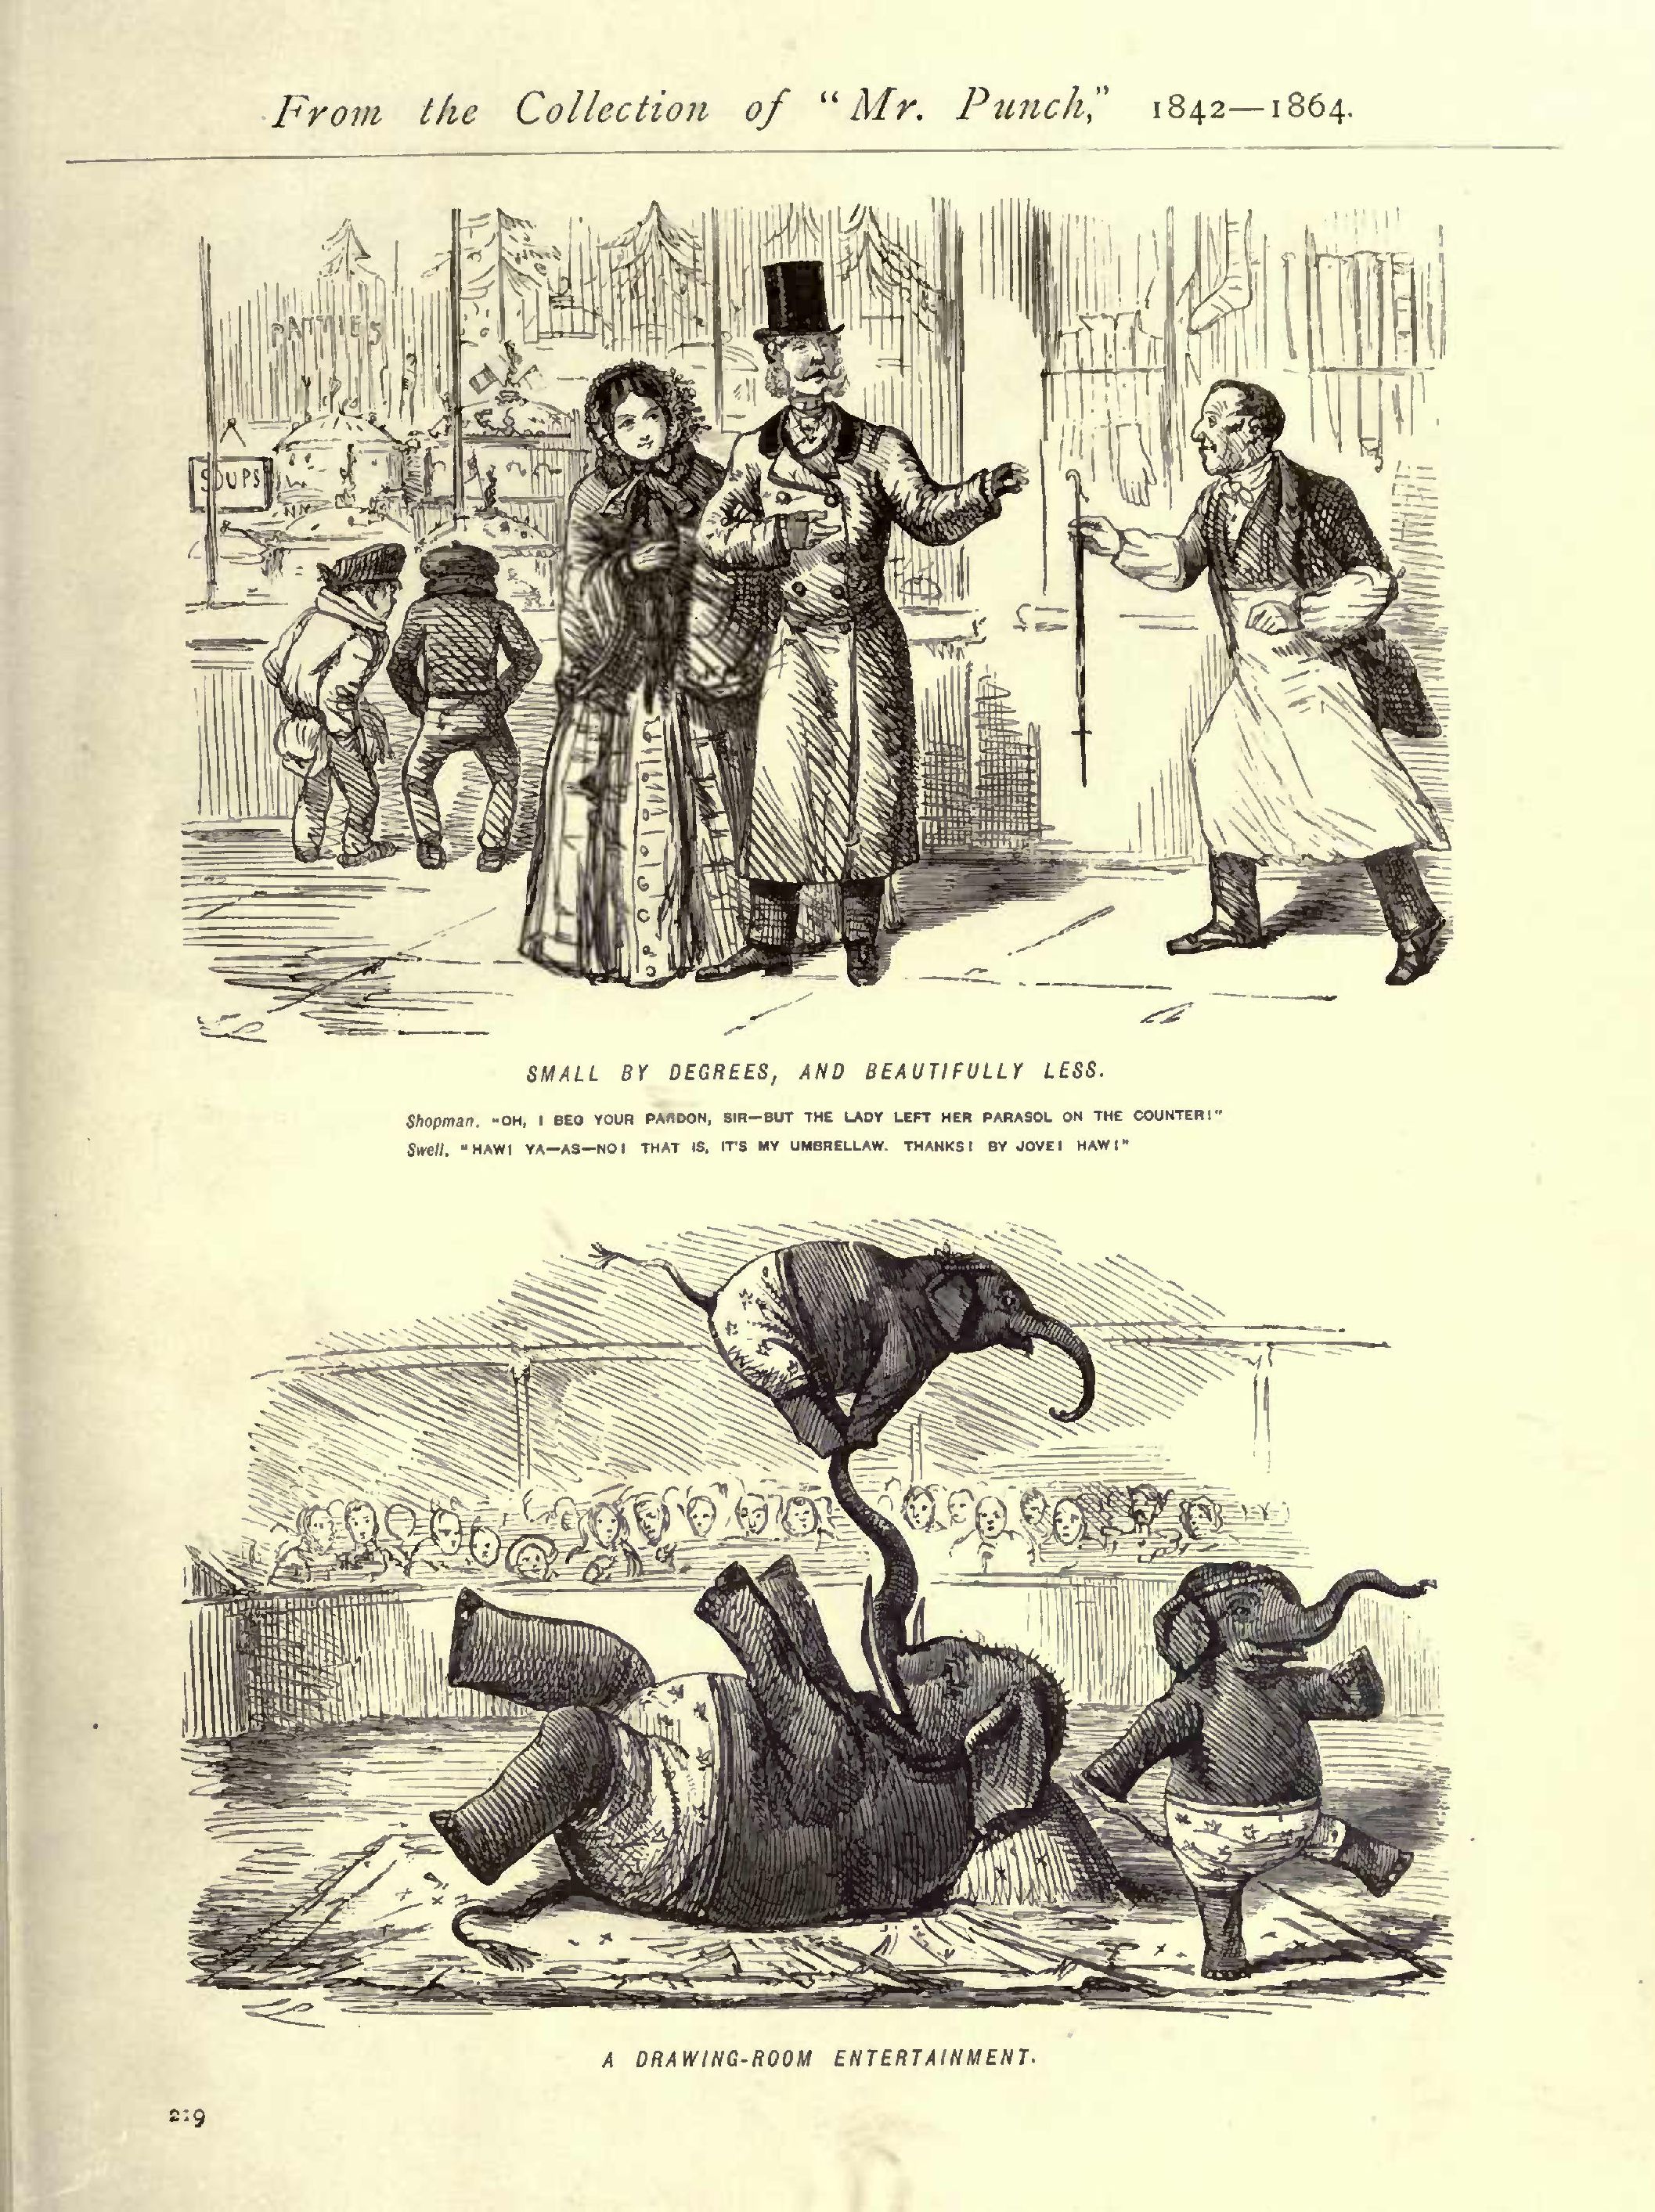 From the Collection of "Mr. Punch," 1842—1864.
PATTIES
SOUPS
SMALL BY DEGREES, AND BEAUTIFULLY LESS.
Shopman. "OH, I BEG YOUR PARDON, SIR—BUT THE LADY LEFT HER PARASOL ON THE COUNTER!"
Swell. "HAW! YA—AS—NO! THAT IS, IT'S MY UMBRELLAW. THANKS! BY JOVE! HAW!"
A DRAWING-ROOM ENTERTAINMENT.
219